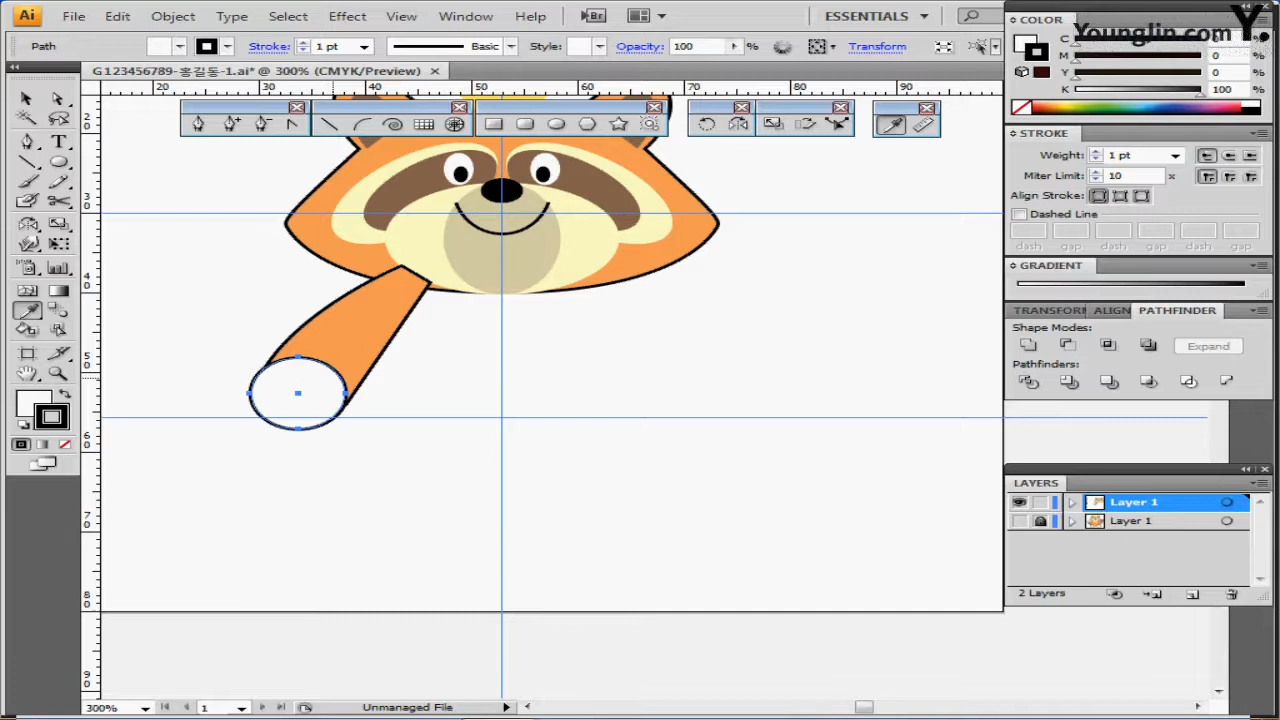 Ai File Edit Object Type Select Effect View Window Help Br ESSENTIALS
Path Stroke: 1 pt Basic Style: Opacity: 100 % Transform
G123456789-홍길동-1.ai* @ 300% (CMYK/Preview)
20 30 40 50 60 70 80 90
COLOR
Younglin.com Y.
C %
M 0 %
Y 0 %
K 100 %
STROKE
Weight: 1 pt
Miter Limit: 10 x
Align Stroke:
Dashed Line
dash gap dash gap dash gap
GRADIENT
TRANSFORM ALIGN PATHFINDER
Shape Modes:
Expand
Pathfinders:
LAYERS
Layer 1
Layer 1
2 Layers
300% 1 Unmanaged File